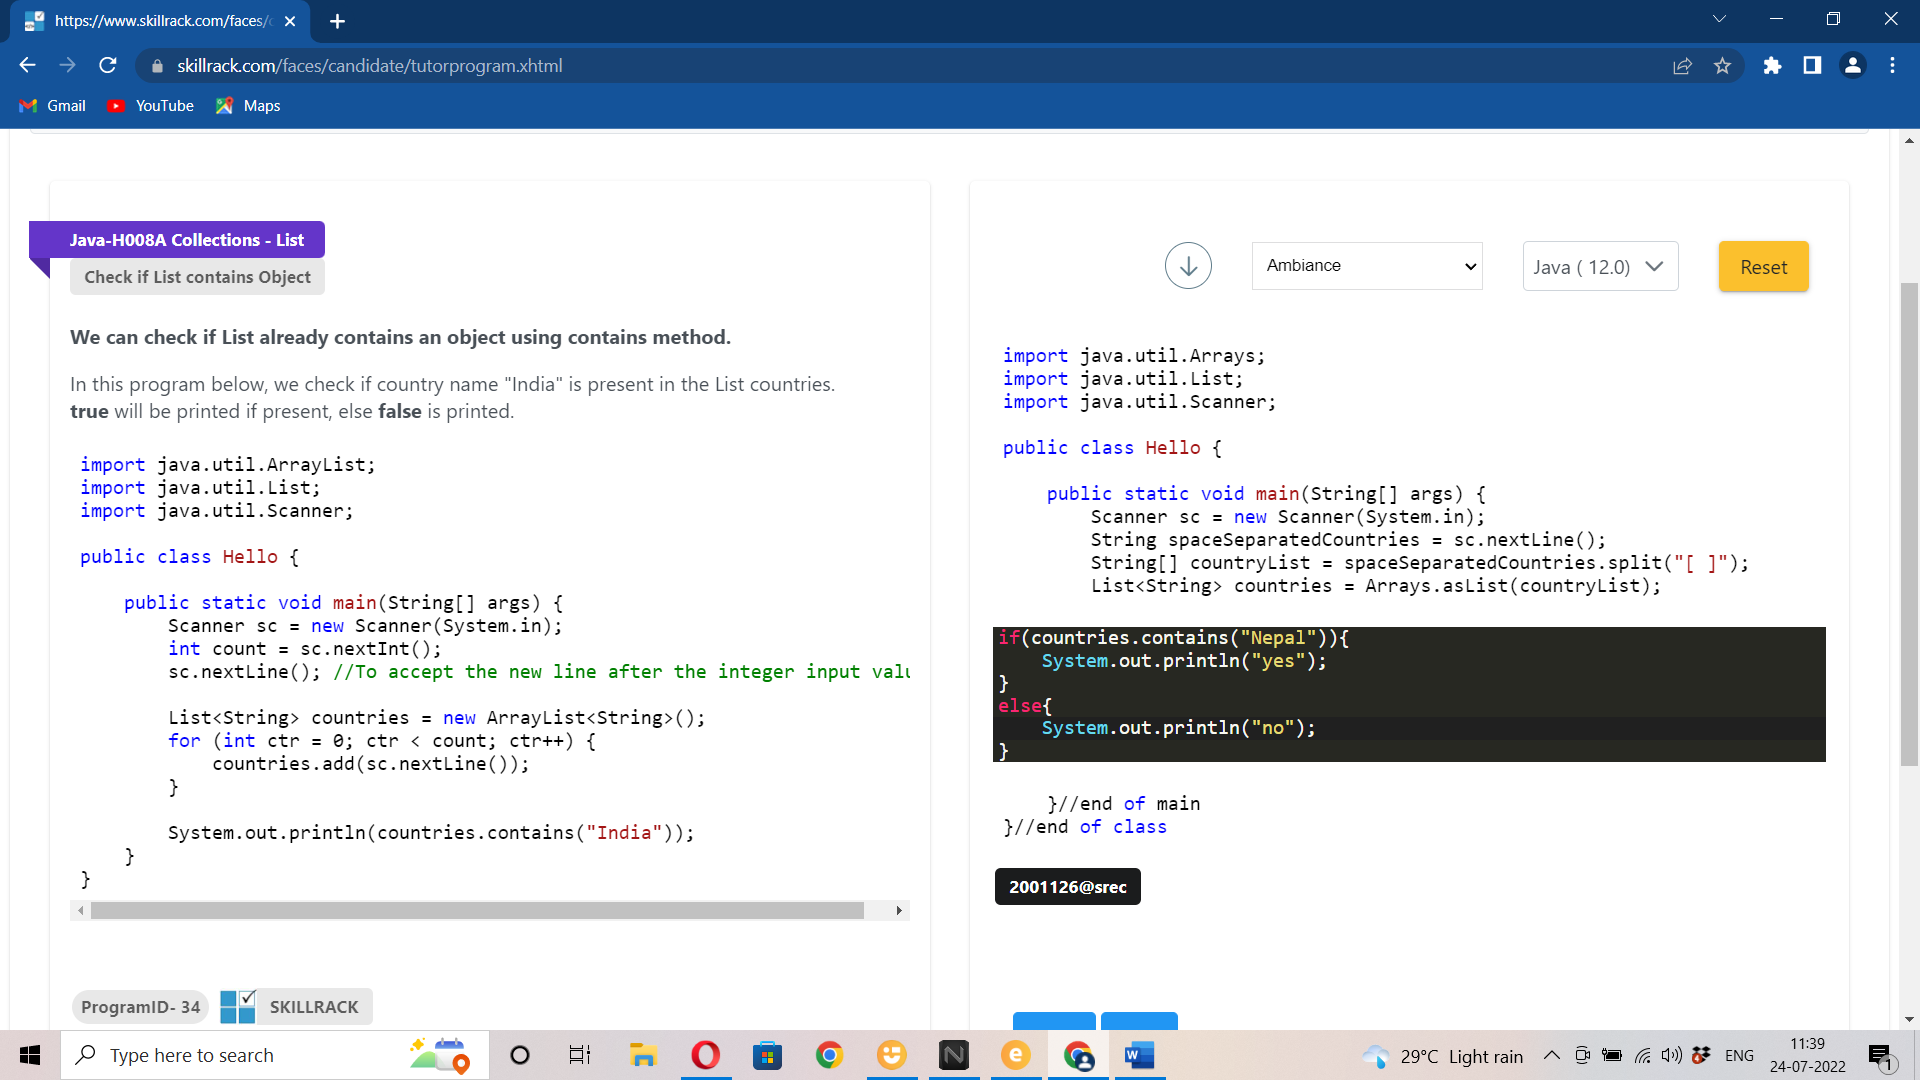 https://www.skillrack.com/faces/c
skillrack.com/faces/candidate/tutorprogram.xhtml
Gmail YouTube Maps
Java-H008A Collections - List
Check if List contains Object
We can check if List already contains an object using contains method.
In this program below, we check if country name "India" is present in the List countries.
true will be printed if present, else false is printed.
import java.util.ArrayList;
import java.util.List;
import java.util.Scanner;
public class Hello {
public static void main(String[] args) {
Scanner sc = new Scanner(System.in);
int count = sc.nextInt();
sc.nextLine(); //To accept the new line after the integer input valu
List<String> countries = new ArrayList<String>();
for (int ctr = 0; ctr < count; ctr++) {
countries.add(sc.nextLine());
}
System.out.println(countries.contains("India"));
}
}
ProgramID- 34 SKILLRACK
Ambiance Java ( 12.0) Reset
import java.util.Arrays;
import java.util.List;
import java.util.Scanner;
public class Hello {
public static void main(String[] args) {
Scanner sc = new Scanner(System.in);
String spaceSeparatedCountries = sc.nextLine();
String[] countryList = spaceSeparatedCountries.split("[ ]");
List<String> countries = Arrays.asList(countryList);
if(countries.contains("Nepal")){
System.out.println("yes");
}
else{
System.out.println("no");
}
}//end of main
}//end of class
2001126@srec
Type here to search
29°C Light rain
ENG
11:39
24-07-2022
1